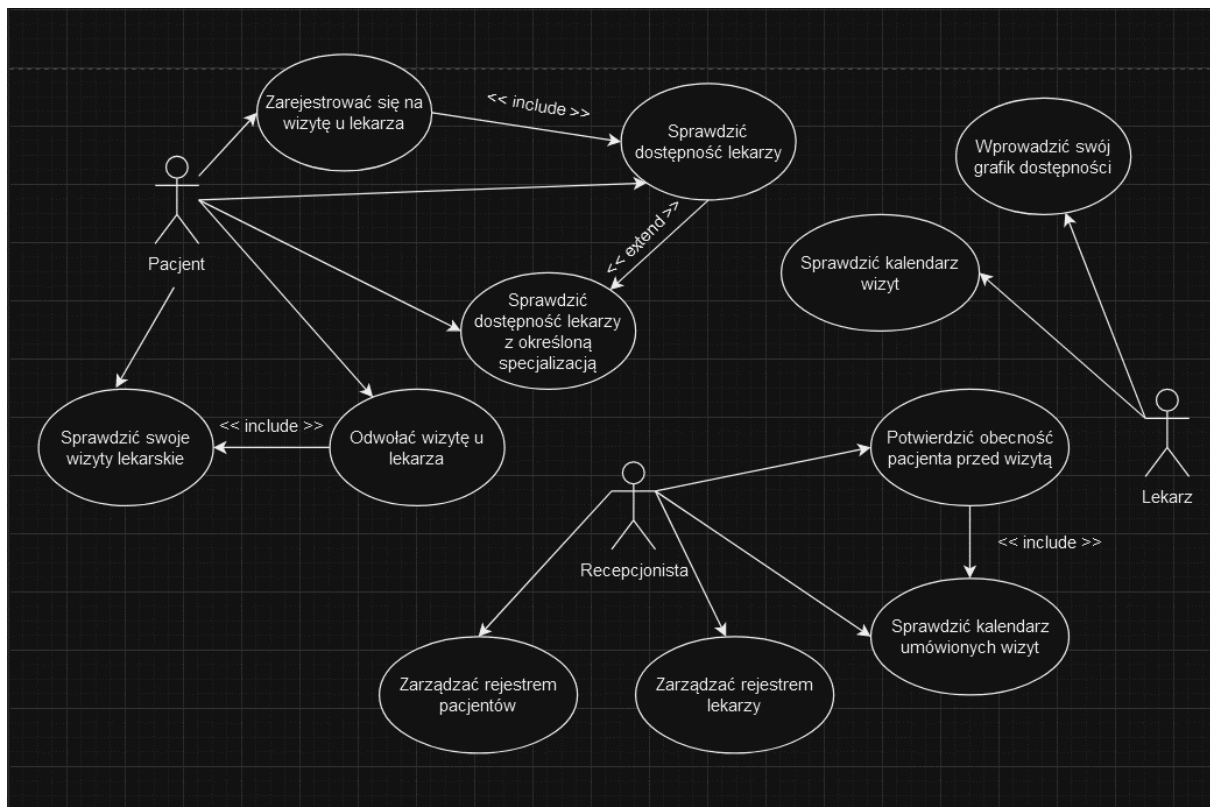 Zarejestrować się na
wizytę u lekarza
<< include >>
Sprawdzić
dostępność lekarzy
Wprowadzić swój
grafik dostępności
Pacjent
<< extend >>
Sprawdzić kalendarz
wizyt
Sprawdzić
dostępność lekarzy
z określoną
specjalizacją
Sprawdzić swoje
wizyty lekarskie
<< include >>
Odwołać wizytę u
lekarza
Potwierdzić obecność
pacjenta przed wizytą
Lekarz
<< include >>
Recepcjonista
Sprawdzić kalendarz
umówionych wizyt
Zarządzać rejestrem
pacjentów
Zarządzać rejestrem
lekarzy